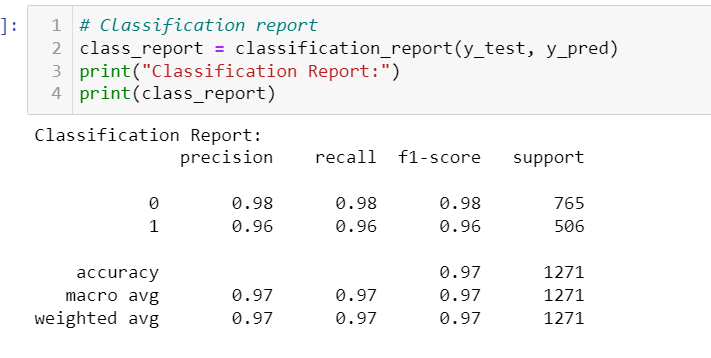 ]:
1 # Classification report
2 class_report = classification_report(y_test, y_pred)
3 print("Classification Report:")
4 print(class_report)
Classification Report:
precision recall f1-score support
0 0.98 0.98 0.98 765
1 0.96 0.96 0.96 506
accuracy 0.97 1271
macro avg 0.97 0.97 0.97 1271
weighted avg 0.97 0.97 0.97 1271